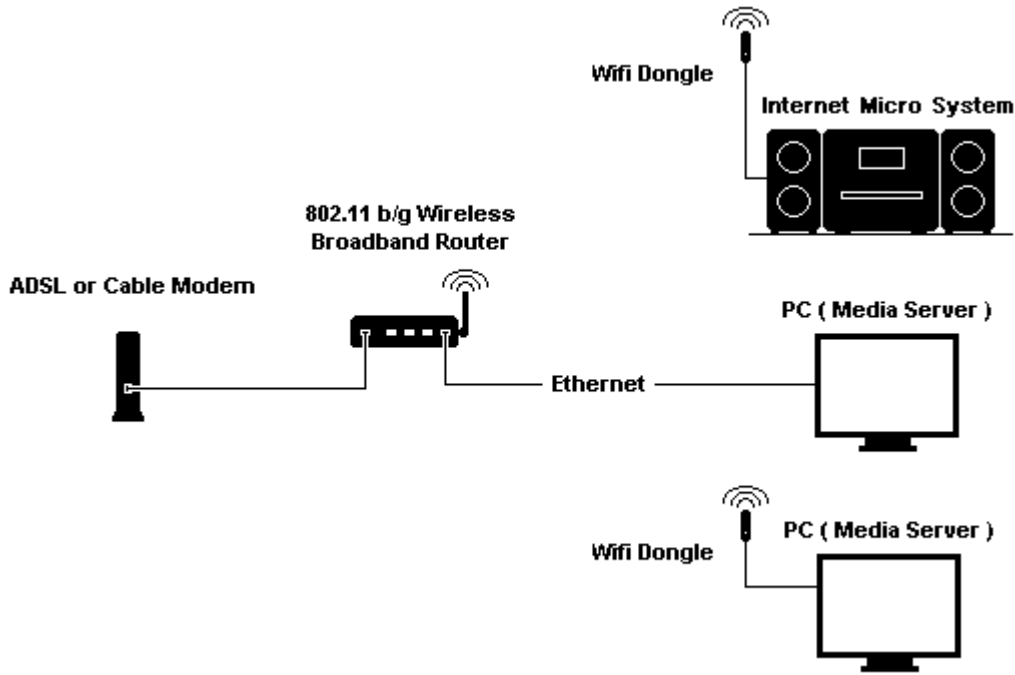 Wifi Dongle
Internet Micro System
802.11 b/g Wireless
Broadband Router
ADSL or Cable Modem
PC ( Media Server )
Ethernet
PC ( Media Server )
Wifi Dongle